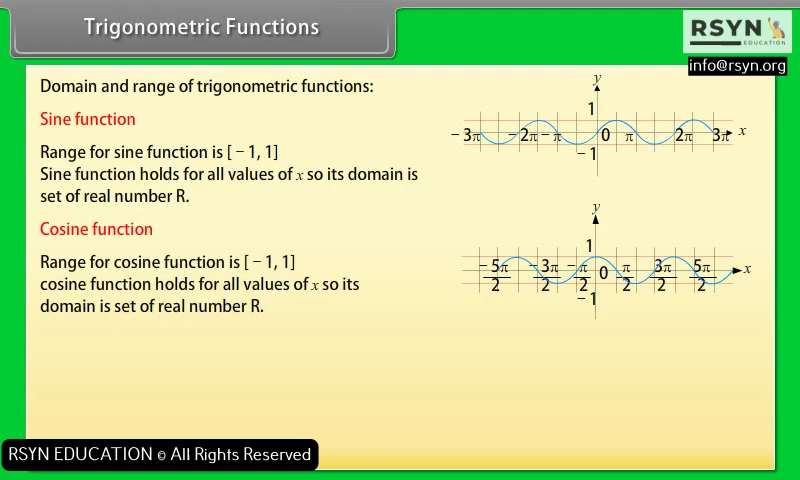 Trigonometric Functions
RSYN
EDUCATION
info@rsyn.org
Domain and range of trigonometric functions:
Sine function
Range for sine function is [ − 1, 1]
Sine function holds for all values of x so its domain is
set of real number R.
Cosine function
Range for cosine function is [ − 1, 1]
cosine function holds for all values of x so its
domain is set of real number R.
y
1
− 3π − 2π − π 0 π 2π 3π x
− 1
y
1
− 5π/2 − 3π/2 − π/2 0 π/2 3π/2 5π/2 x
− 1
RSYN EDUCATION © All Rights Reserved